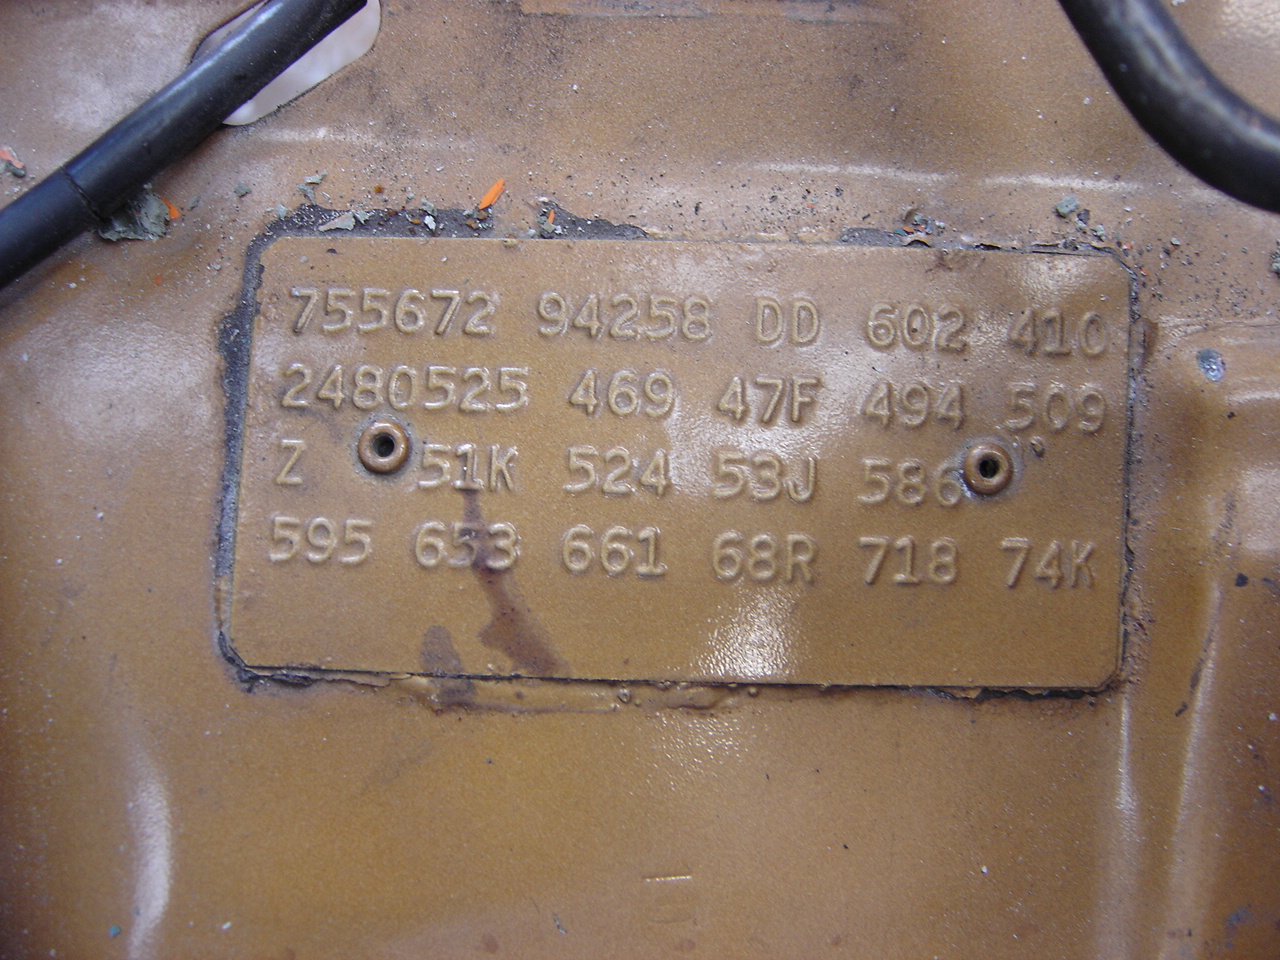 755672 94258 DD 602 410
2480525 469 47F 494 509
Z 51K 524 53J 586
595 653 661 68R 718 74K